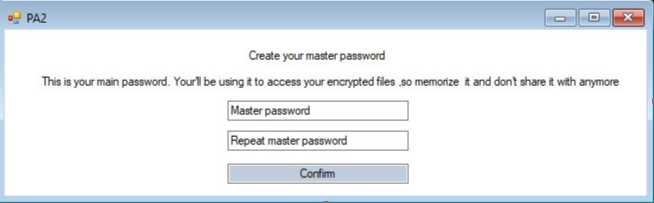 PA2
Create your master password
This is your main password. Your'll be using it to access your encrypted files ,so memorize it and don't share it with anymore
Master password
Repeat master password
Confirm